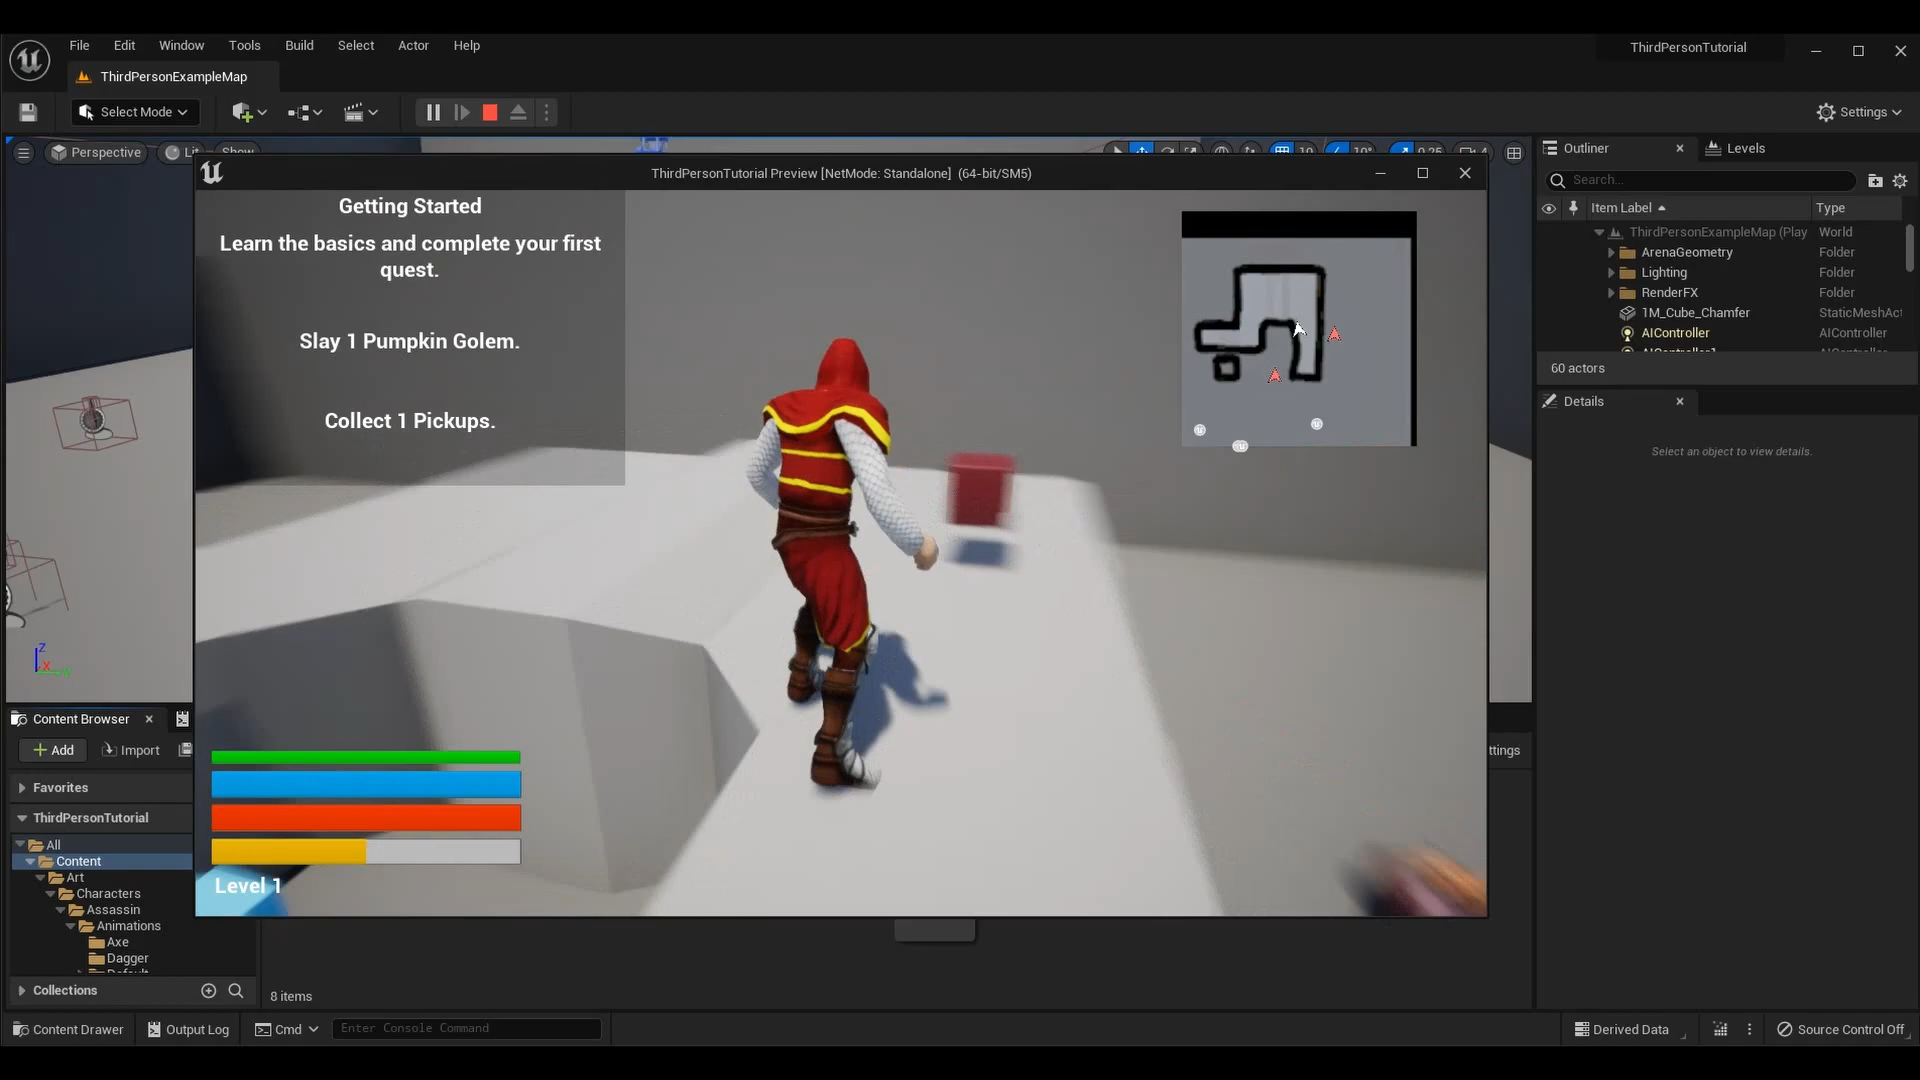 File Edit Window Tools Build Select Actor Help
ThirdPersonTutorial
ThirdPersonExampleMap
Select Mode
Settings
Perspective
Show
Outliner
Levels
ThirdPersonTutorial Preview [NetMode: Standalone] (64-bit/SM5)
Search...
Item Label
Type
ThirdPersonExampleMap (Play
World
ArenaGeometry
Folder
Lighting
Folder
RenderFX
Folder
1M_Cube_Chamfer
StaticMeshAct
AIController
AIController
60 actors
Details
Select an object to view details.
Getting Started
Learn the basics and complete your first
quest.
Slay 1 Pumpkin Golem.
Collect 1 Pickups.
Level 1
Z
X
Content Browser
Add
Import
ttings
Favorites
ThirdPersonTutorial
All
Content
Art
Characters
Assassin
Animations
Axe
Dagger
Collections
8 items
Content Drawer
Output Log
Cmd
Enter Console Command
Derived Data
Source Control Off